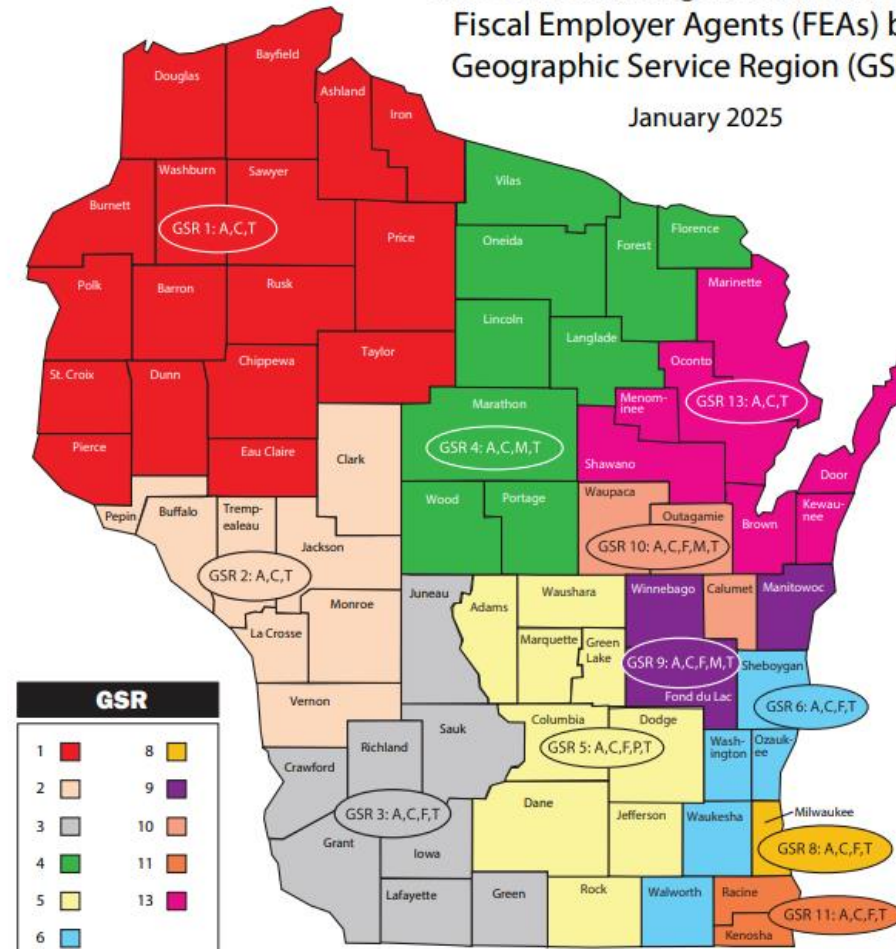 Fiscal Employer Agents (FEAs) b
Geographic Service Region (GS
January 2025
Douglas
Bayfield
Ashland
Iron
Washburn
Sawyer
Burnett
GSR 1: A,C,T
Price
Polk
Barron
Rusk
St. Croix
Dunn
Chippewa
Taylor
Pierce
Eau Claire
Vilas
Florence
Oneida
Forest
Lincoln
Langlade
Marathon
GSR 4: A,C,M,T
Wood
Portage
Marinette
Oconto
Menom-
inee
GSR 13: A,C,T
Shawano
Door
Brown
Kewau-
nee
Waupaca
Outagamie
GSR 10: A,C,F,M,T
Calumet
Clark
Pepin
Buffalo
Tremp-
ealeau
Jackson
GSR 2: A,C,T
Monroe
La Crosse
Vernon
Juneau
Adams
Waushara
Marquette
Green
Lake
Winnebago
Manitowoc
GSR 9: A,C,F,M,T
Fond du Lac
Sheboygan
GSR 6: A,C,F,T
Sauk
Richland
Crawford
GSR 3: A,C,F,T
Grant
Iowa
Lafayette
Green
Columbia
Dodge
GSR 5: A,C,F,P,T
Dane
Jefferson
Rock
Wash-
ington
Ozauk-
ee
Waukesha
Milwaukee
GSR 8: A,C,F,T
Walworth
Racine
GSR 11: A,C,F,T
Kenosha
GSR
1
2
3
4
5
6
8
9
10
11
13